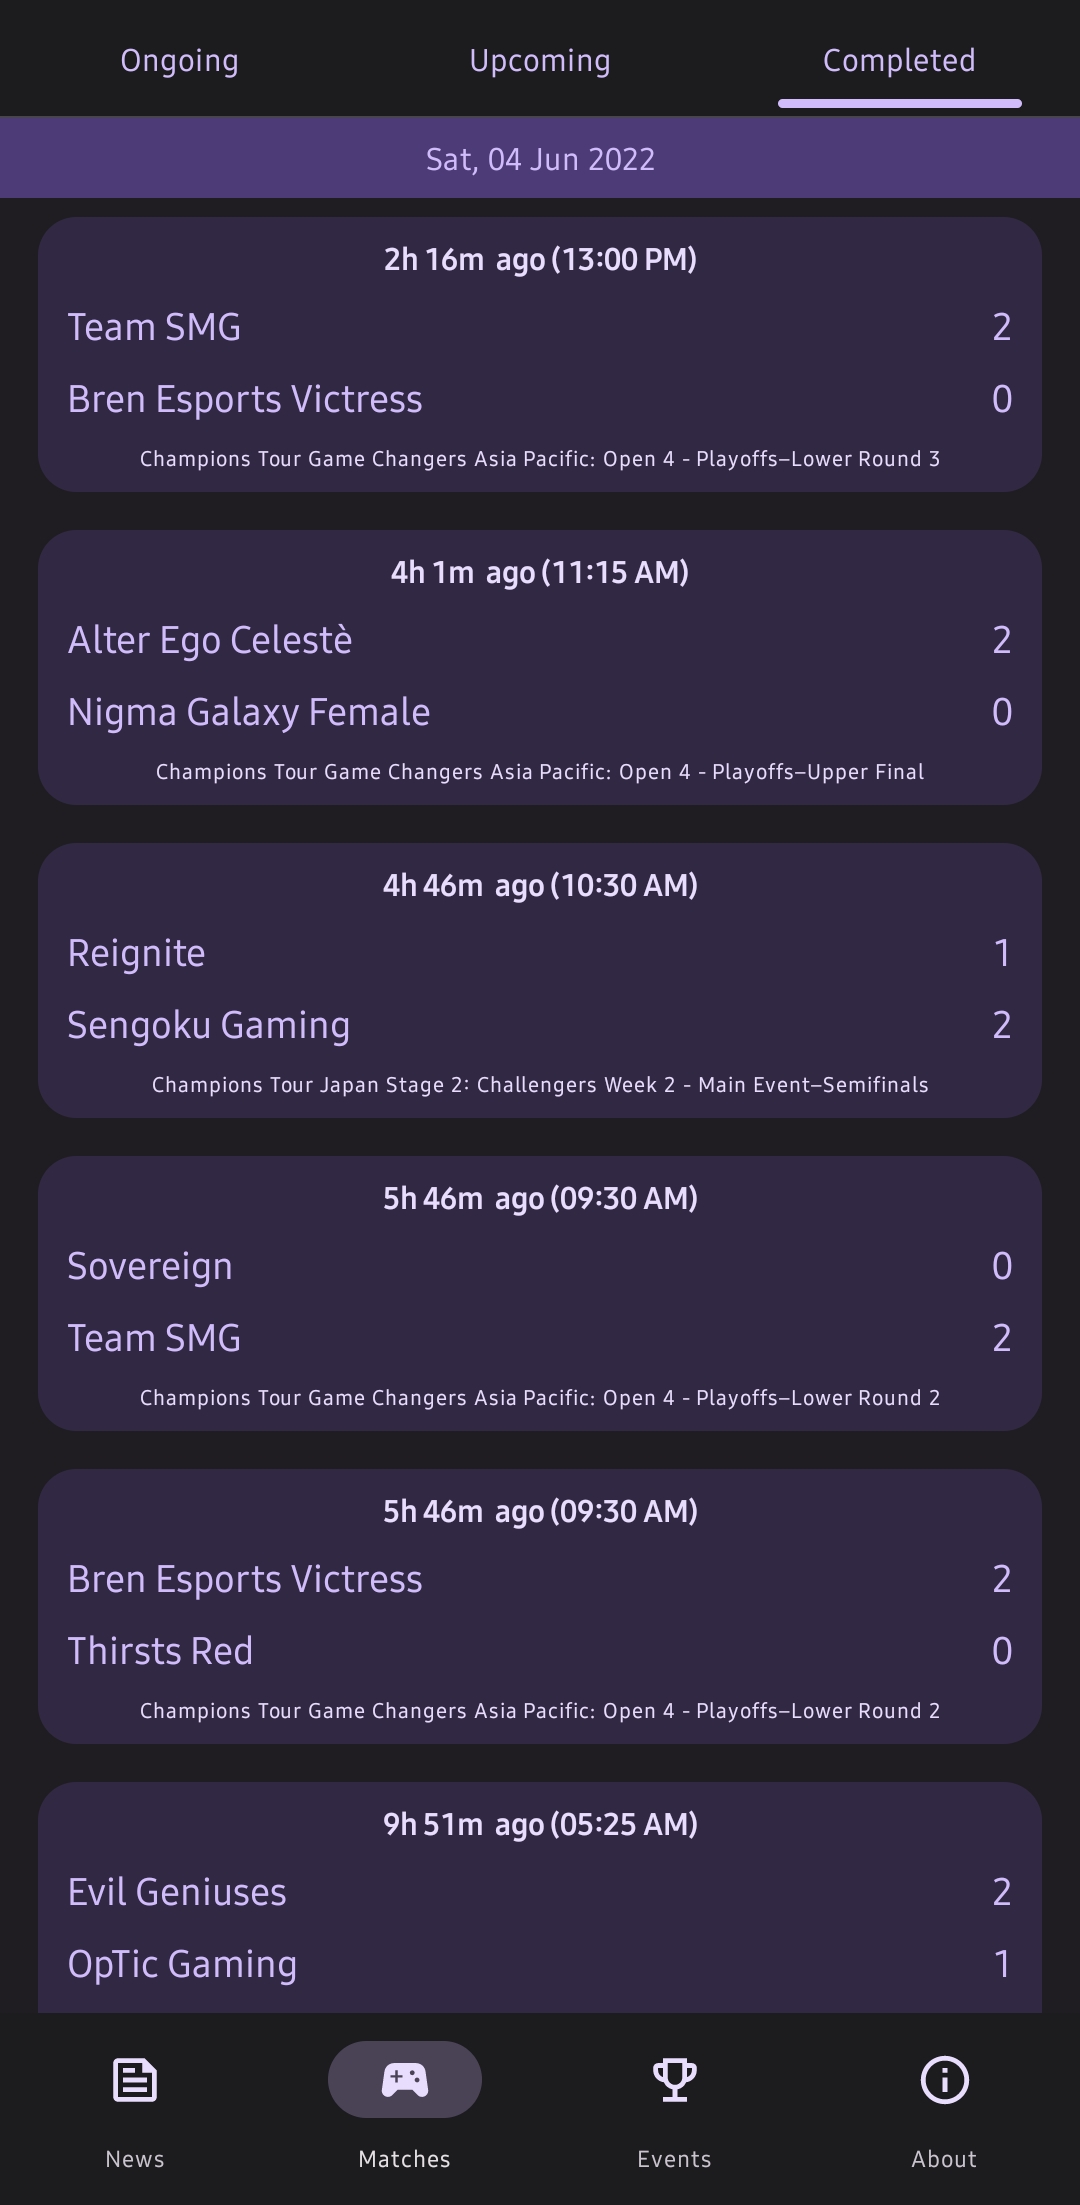 Ongoing Upcoming Completed
Sat, 04 Jun 2022
2h 16m ago (13:00 PM)
Team SMG 2
Bren Esports Victress 0
Champions Tour Game Changers Asia Pacific: Open 4 - Playoffs–Lower Round 3
4h 1m ago (11:15 AM)
Alter Ego Celestè 2
Nigma Galaxy Female 0
Champions Tour Game Changers Asia Pacific: Open 4 - Playoffs–Upper Final
4h 46m ago (10:30 AM)
Reignite 1
Sengoku Gaming 2
Champions Tour Japan Stage 2: Challengers Week 2 - Main Event–Semifinals
5h 46m ago (09:30 AM)
Sovereign 0
Team SMG 2
Champions Tour Game Changers Asia Pacific: Open 4 - Playoffs–Lower Round 2
5h 46m ago (09:30 AM)
Bren Esports Victress 2
Thirsts Red 0
Champions Tour Game Changers Asia Pacific: Open 4 - Playoffs–Lower Round 2
9h 51m ago (05:25 AM)
Evil Geniuses 2
OpTic Gaming 1
News Matches Events About